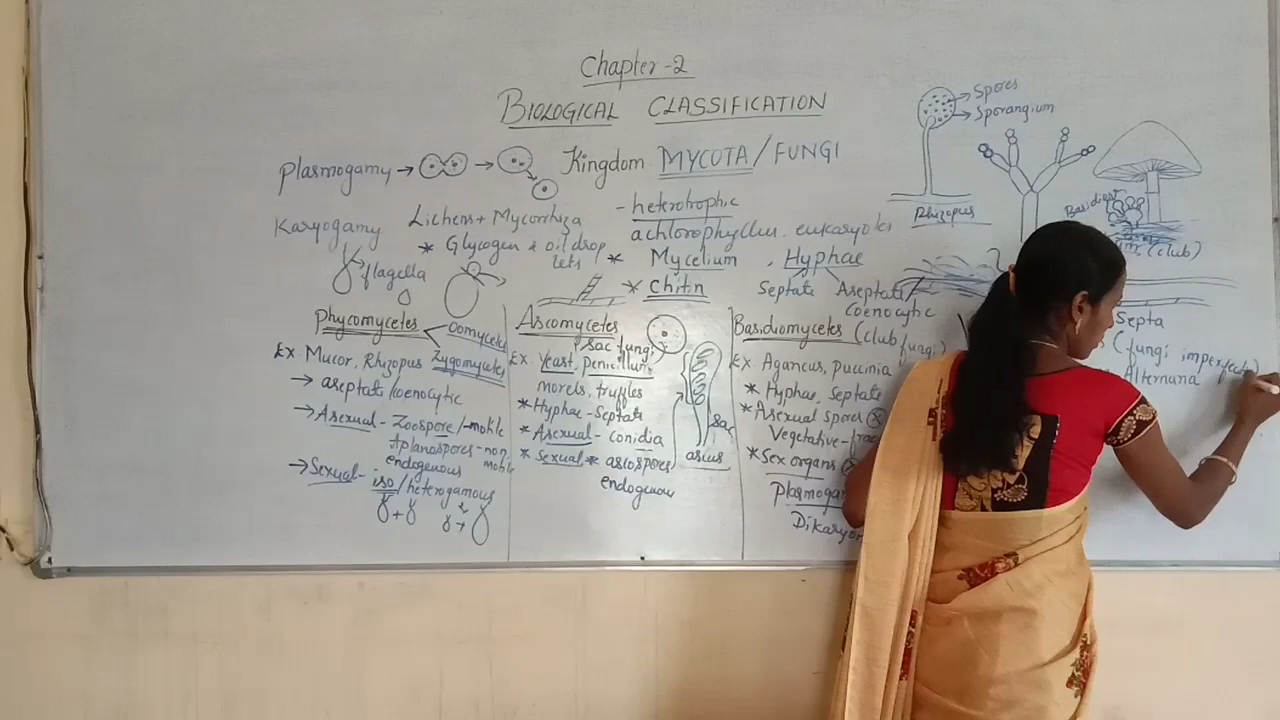 Chapter-2
BIOLOGICAL CLASSIFICATION
Kingdom MYCOTA/FUNGI
Plasmogamy →
Karyogamy
Lichens + Mycorrhiza
* Glycogen & oil drop
lets
flagella
- heterotrophic
achlorophyllus. eukaryotes
* Mycelium , Hyphae
Septate Aseptate/
Coenocytic
* Chitin
→ Spores
→ Sporangium
Rhizopus
(club)
Septa
Phycomycetes
Oomycetes
Zygomycetes
Ex Mucor, Rhizopus
→ aseptate/coenocytic
→ Asexual - Zoospore/-motile
Aplanospores-non
motile
endogenous
→ Sexual- iso/heterogamous
Ascomycetes
(Sac fungi
Ex. Yeast, penicillium
morels, truffles
* Hyphae-Septate
* Asexual - conidia
* Sexual * ascospores
endogenous
Sac
ascus
Basidiomycetes (club
fungi)
Ex Agaricus, puccinia
* Hyphae, Septate
* Asexual spores
Vegetative-
* Sex organs
(fungi imperfecti)
Alternaria